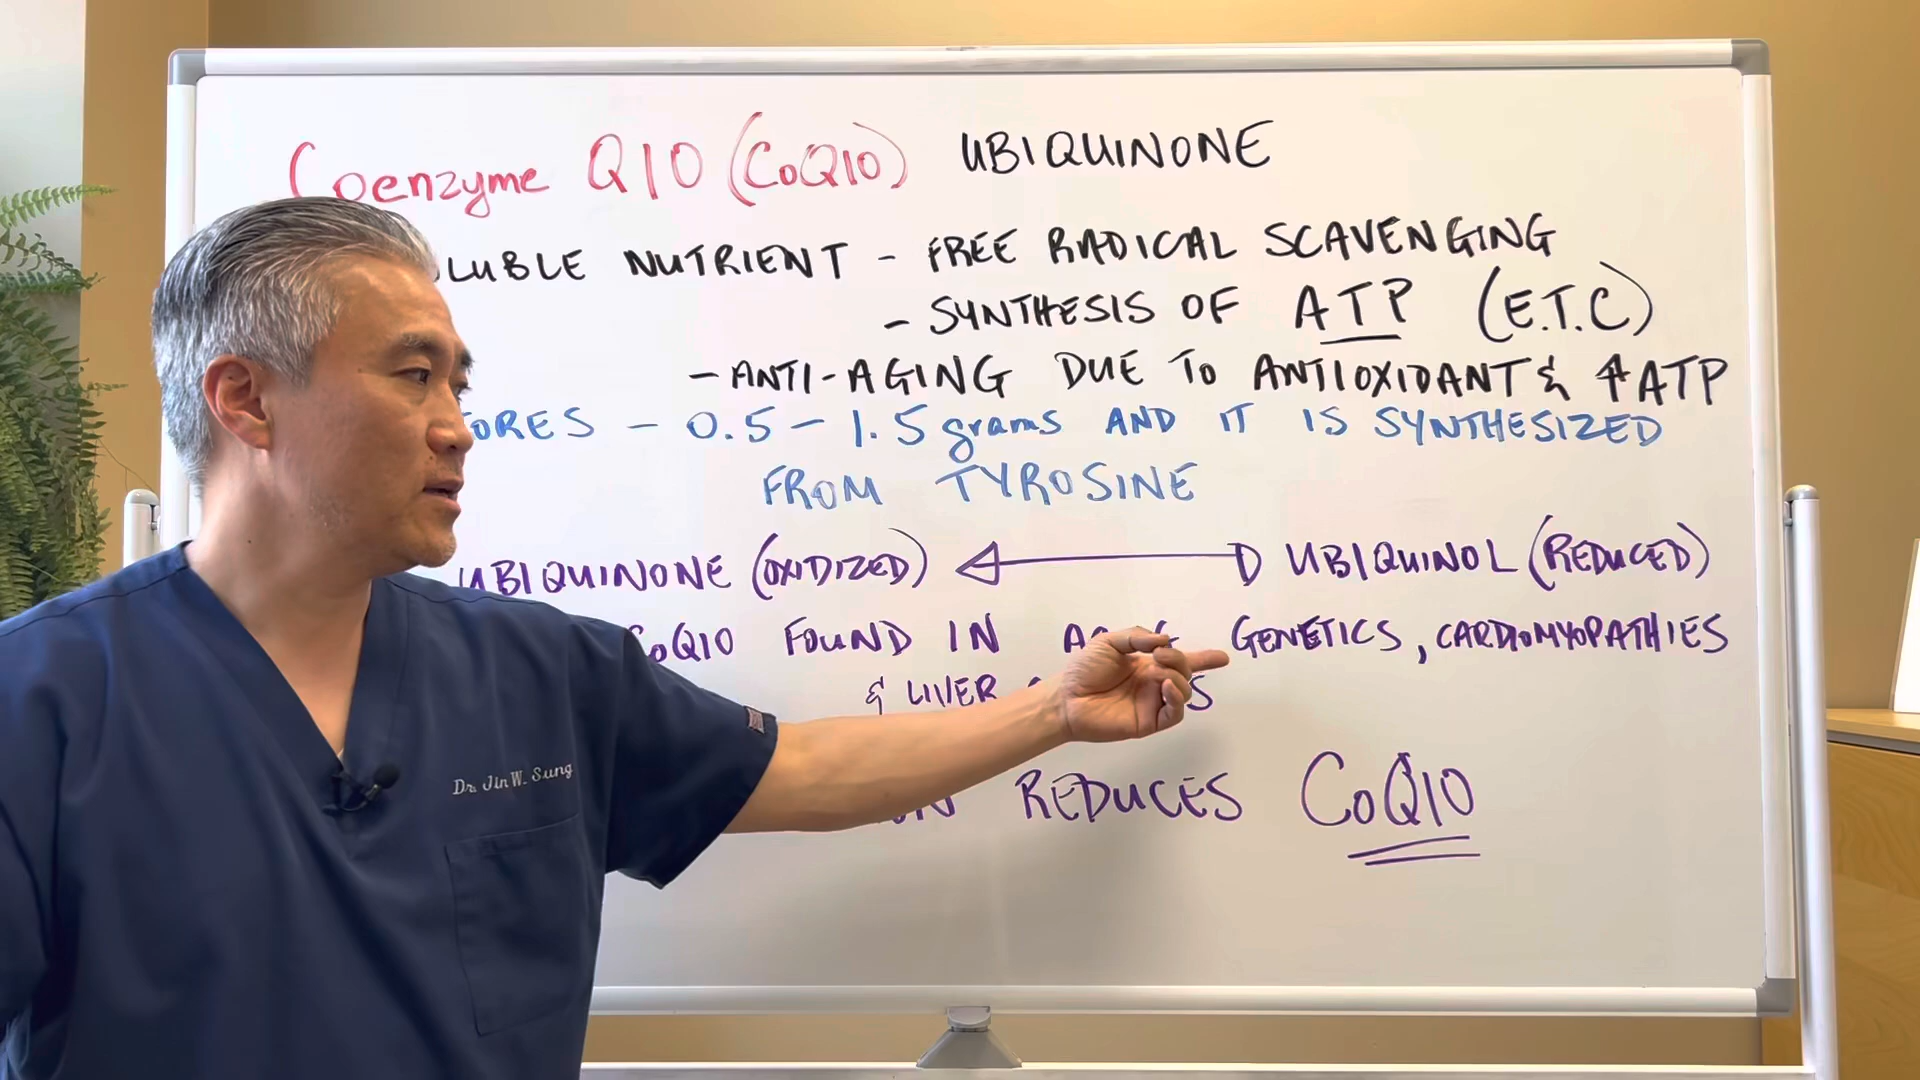 Coenzyme Q10 (CoQ10) UBIQUINONE
LUBLE NUTRIENT - FREE RADICAL SCAVENGING
- SYNTHESIS OF ATP (E.T.C)
- ANTI-AGING DUE TO ANTIOXIDANT & ↑ATP
ORES - 0.5 - 1.5 grams AND IT IS SYNTHESIZED
FROM TYROSINE
UBIQUINONE (OXIDIZED) ↔ UBIQUINOL (REDUCED)
CoQ10 FOUND IN GENETICS, CARDIOMYOPATHIES
& LIVER
REDUCES CoQ10
Dr. Jin W. Sung